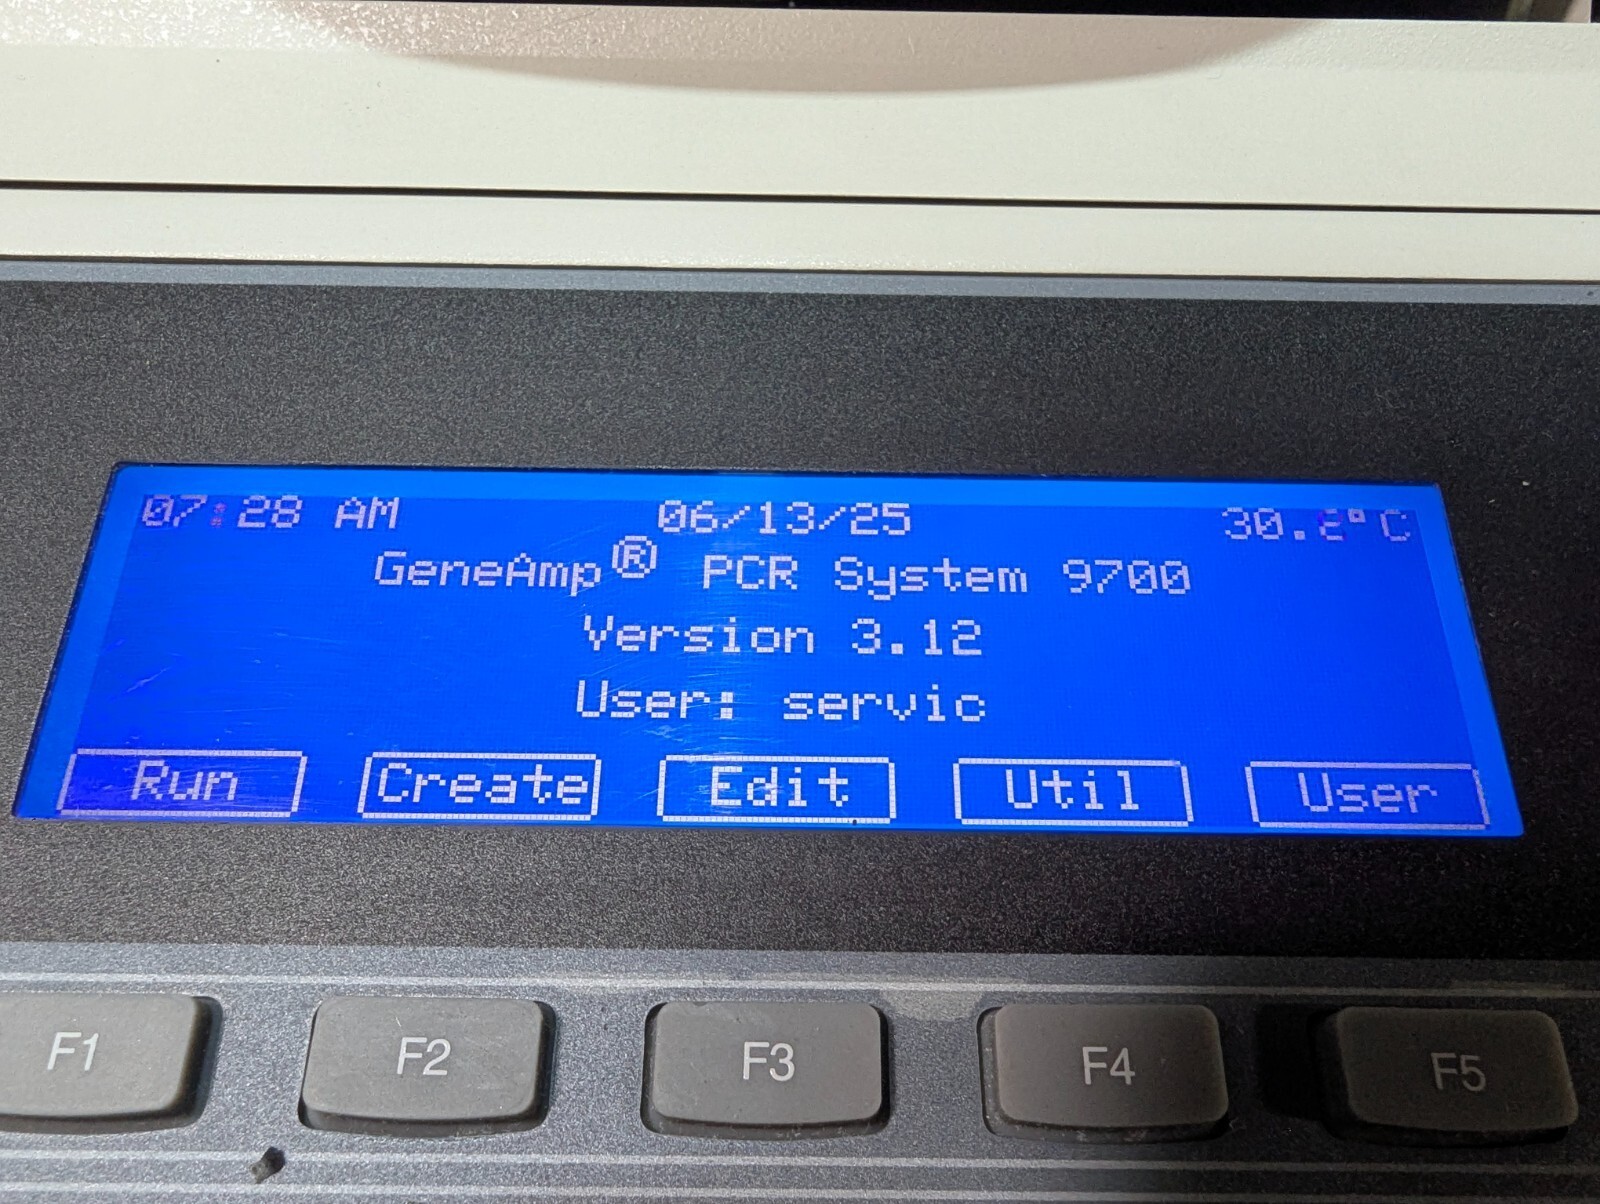 07:28 AM 06/13/25
GeneAmp® PCR System 9700
Version 3.12
User: servic
Run Create Edit Util User
F1 F2 F3 F4 F5